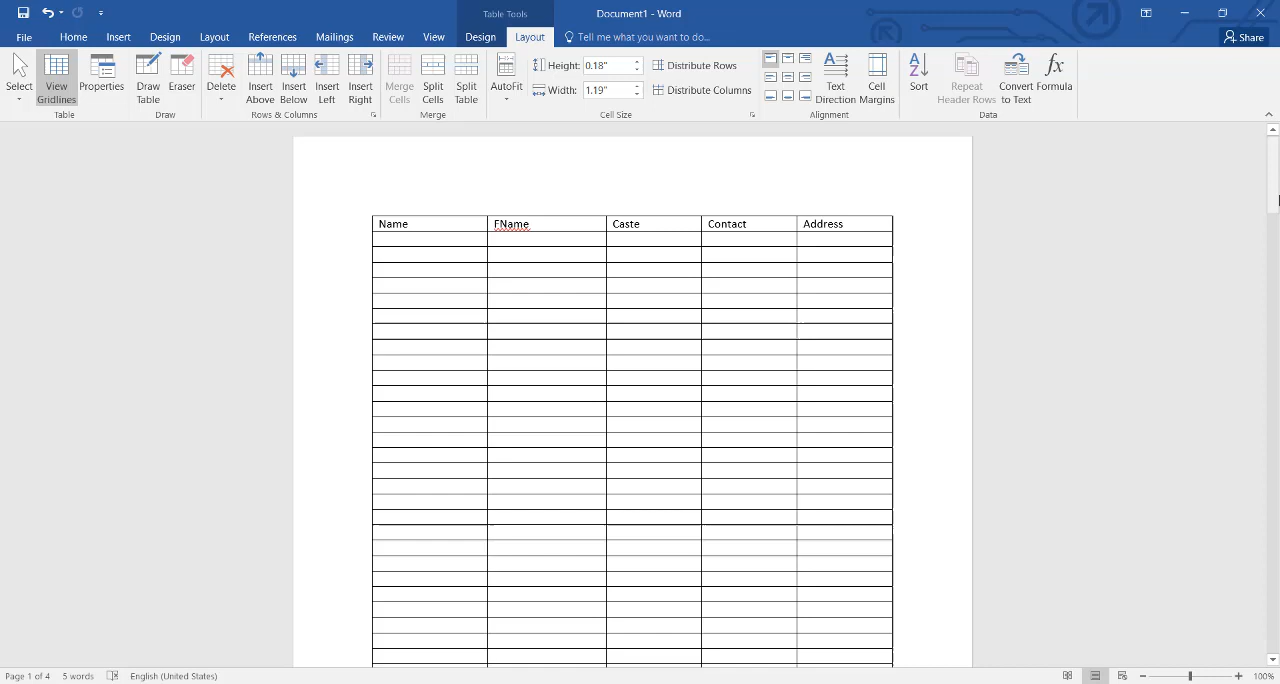 Table Tools
Document1 - Word
File Home Insert Design Layout References Mailings Review View Design Layout Tell me what you want to do... Share
Select View Gridlines Properties Draw Table Eraser Delete Insert Above Insert Below Insert Left Insert Right Merge Cells Split Cells Split Table AutoFit
Height: 0.18" Distribute Rows
Width: 1.19" Distribute Columns
Text Direction Cell Margins Sort Repeat Header Rows Convert to Text Formula
Table Draw Rows & Columns Merge Cell Size Alignment Data
Name FName Caste Contact Address
Page 1 of 4 5 words English (United States) 100%